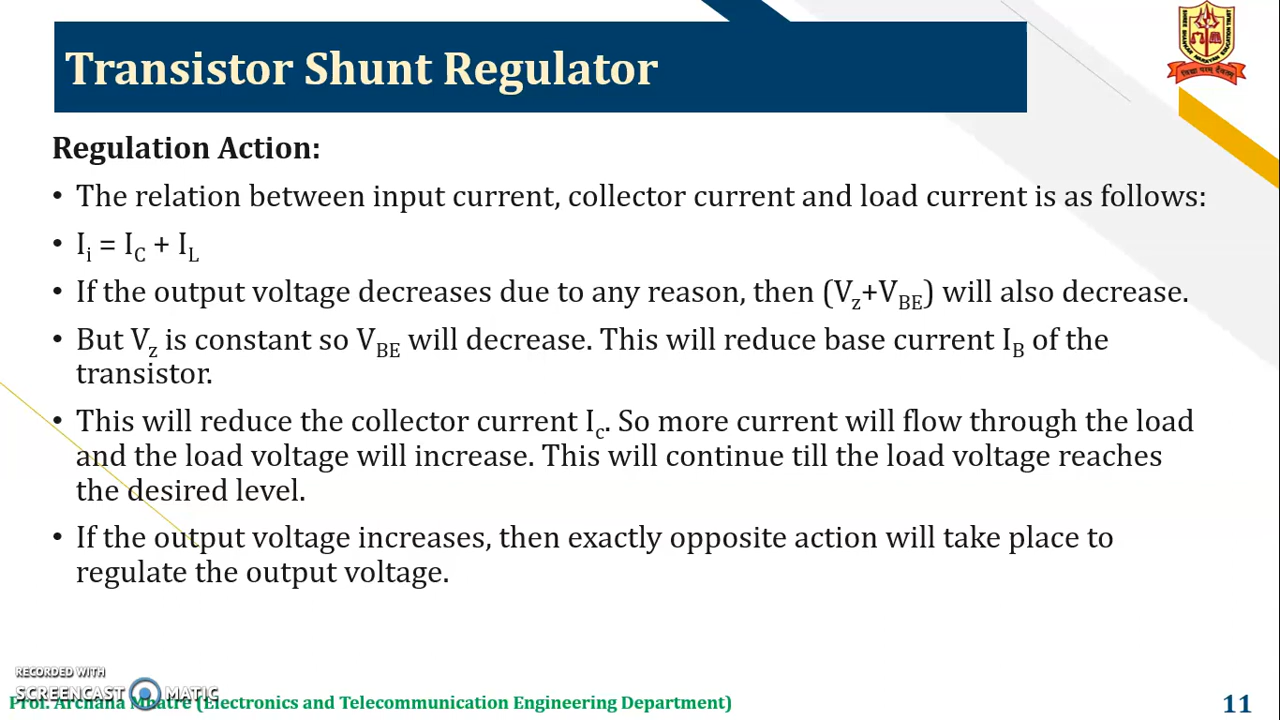 Transistor Shunt Regulator
Regulation Action:
• The relation between input current, collector current and load current is as follows:
• Ii = IC + IL
• If the output voltage decreases due to any reason, then (Vz+VBE) will also decrease.
• But Vz is constant so VBE will decrease. This will reduce base current IB of the
transistor.
• This will reduce the collector current Ic. So more current will flow through the load
and the load voltage will increase. This will continue till the load voltage reaches
the desired level.
• If the output voltage increases, then exactly opposite action will take place to
regulate the output voltage.
RECORDED WITH
SCREENCAST MATIC
Prof. Archana Mhatre (Electronics and Telecommunication Engineering Department)
11